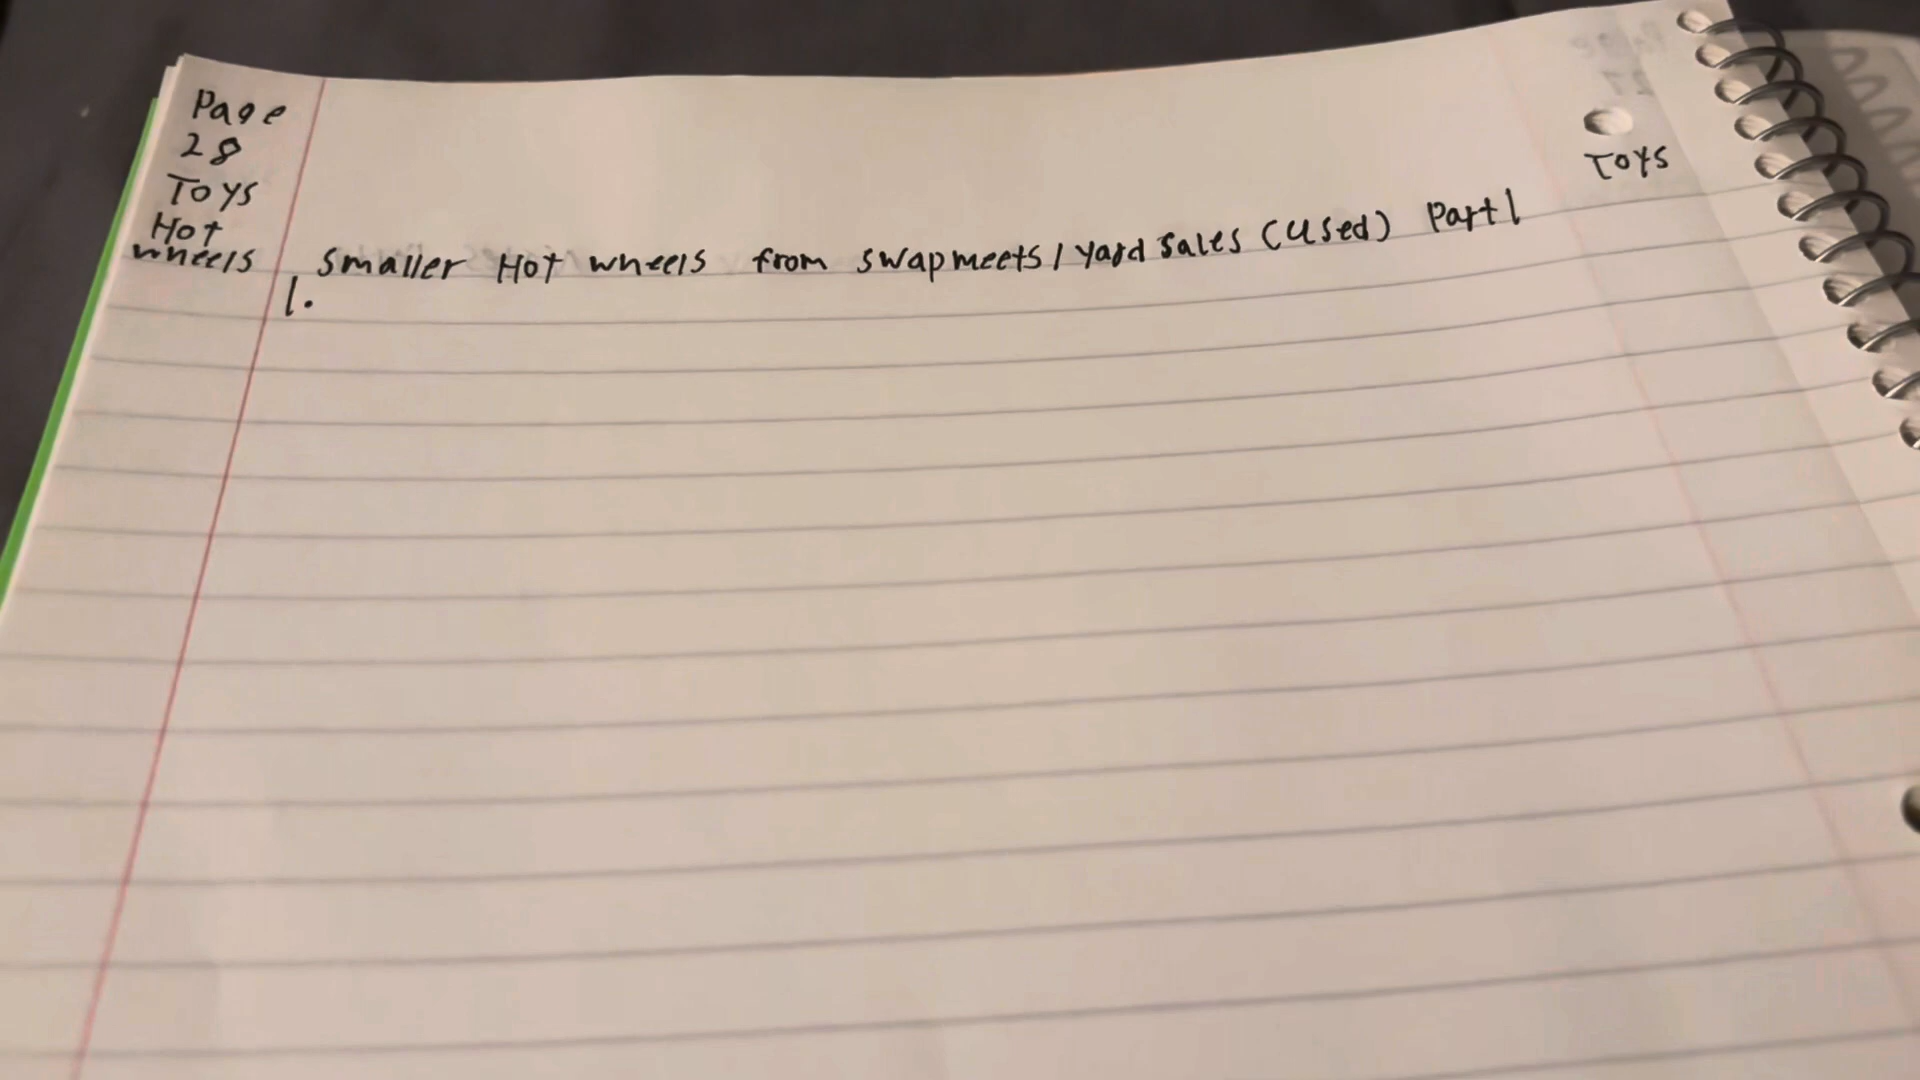 Page
28
Toys
Hot
wheels
Toys
Smaller Hot wheels from swapmeets/yard sales (used) Part 1
1.